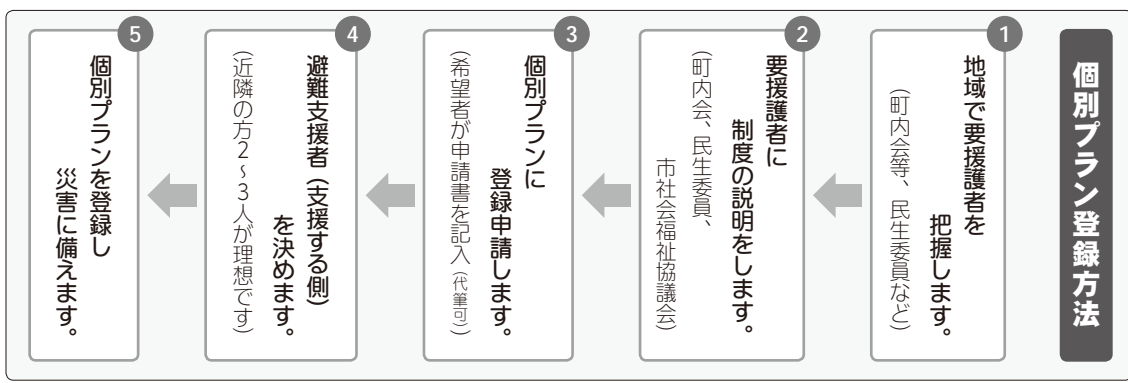 個別プラン登録方法
1
地域で要援護者を
把握します。
（町内会等、民生委員など）
2
要援護者に
制度の説明をします。
（町内会、民生委員、
市社会福祉協議会）
3
個別プランに
登録申請します。
（希望者が申請書を記入（代筆可））
4
避難支援者（支援する側）
を決めます。
（近隣の方2～3人が理想です）
5
個別プランを登録し
災害に備えます。